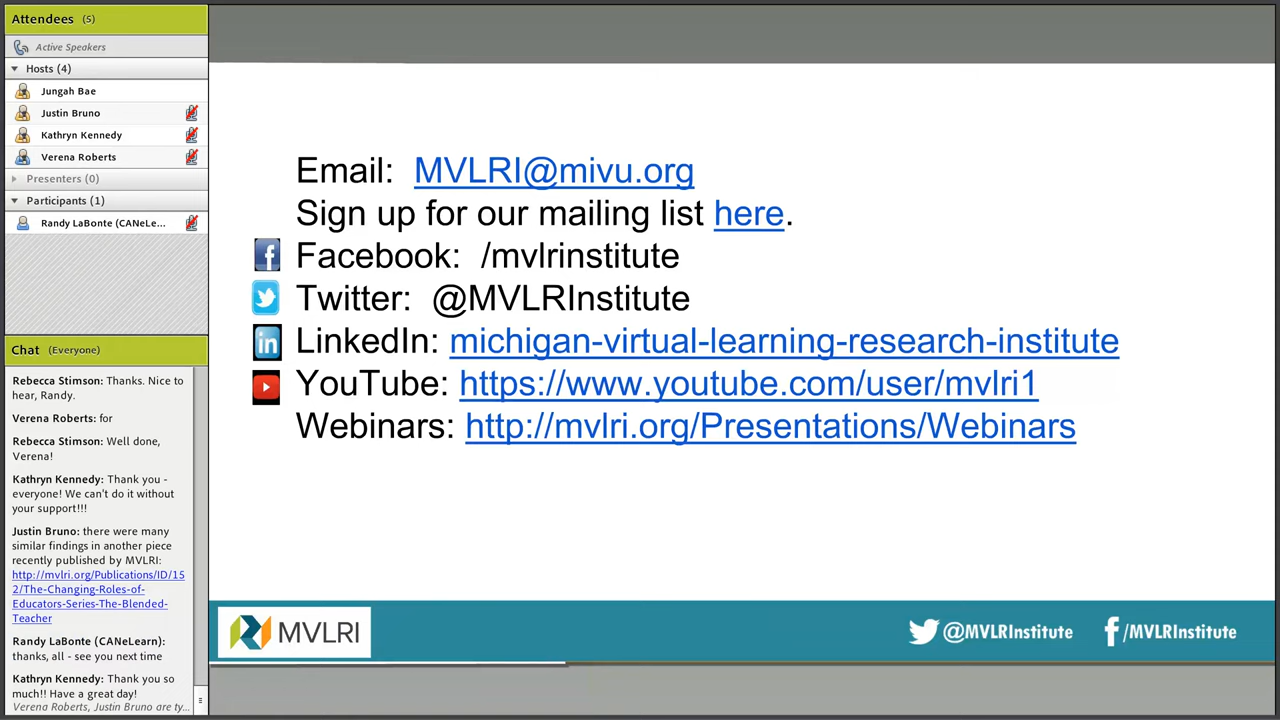 Attendees (5)
Active Speakers
Hosts (4)
Jungah Bae
Justin Bruno
Kathryn Kennedy
Verena Roberts
Presenters (0)
Participants (1)
Randy LaBonte (CANeLe...
Chat (Everyone)
Rebecca Stimson: Thanks. Nice to
hear, Randy.
Verena Roberts: for
Rebecca Stimson: Well done,
Verena!
Kathryn Kennedy: Thank you -
everyone! We can't do it without
your support!!!
Justin Bruno: there were many
similar findings in another piece
recently published by MVLRI:
http://mvlri.org/Publications/ID/15
2/The-Changing-Roles-of-
Educators-Series-The-Blended-
Teacher
Randy LaBonte (CANeLearn):
thanks, all - see you next time
Kathryn Kennedy: Thank you so
much!! Have a great day!
Verena Roberts, Justin Bruno are ty...
Email: MVLRI@mivu.org
Sign up for our mailing list here.
Facebook: /mvlrinstitute
Twitter: @MVLRInstitute
LinkedIn: michigan-virtual-learning-research-institute
YouTube: https://www.youtube.com/user/mvlri1
Webinars: http://mvlri.org/Presentations/Webinars
MVLRI
@MVLRInstitute
/MVLRInstitute